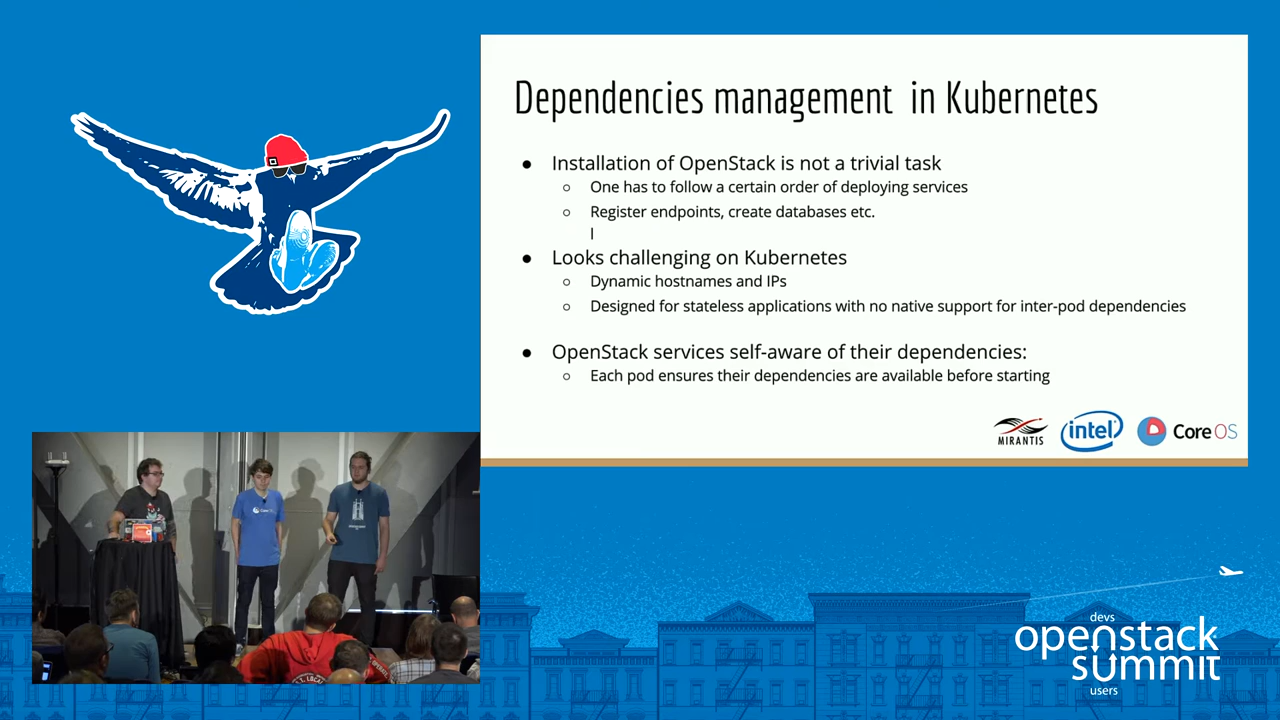 Dependencies management in Kubernetes
● Installation of OpenStack is not a trivial task
○ One has to follow a certain order of deploying services
○ Register endpoints, create databases etc.
l
● Looks challenging on Kubernetes
○ Dynamic hostnames and IPs
○ Designed for stateless applications with no native support for inter-pod dependencies
● OpenStack services self-aware of their dependencies:
○ Each pod ensures their dependencies are available before starting
MIRANTIS
intel
CoreOS
devs
openstack
summit
users